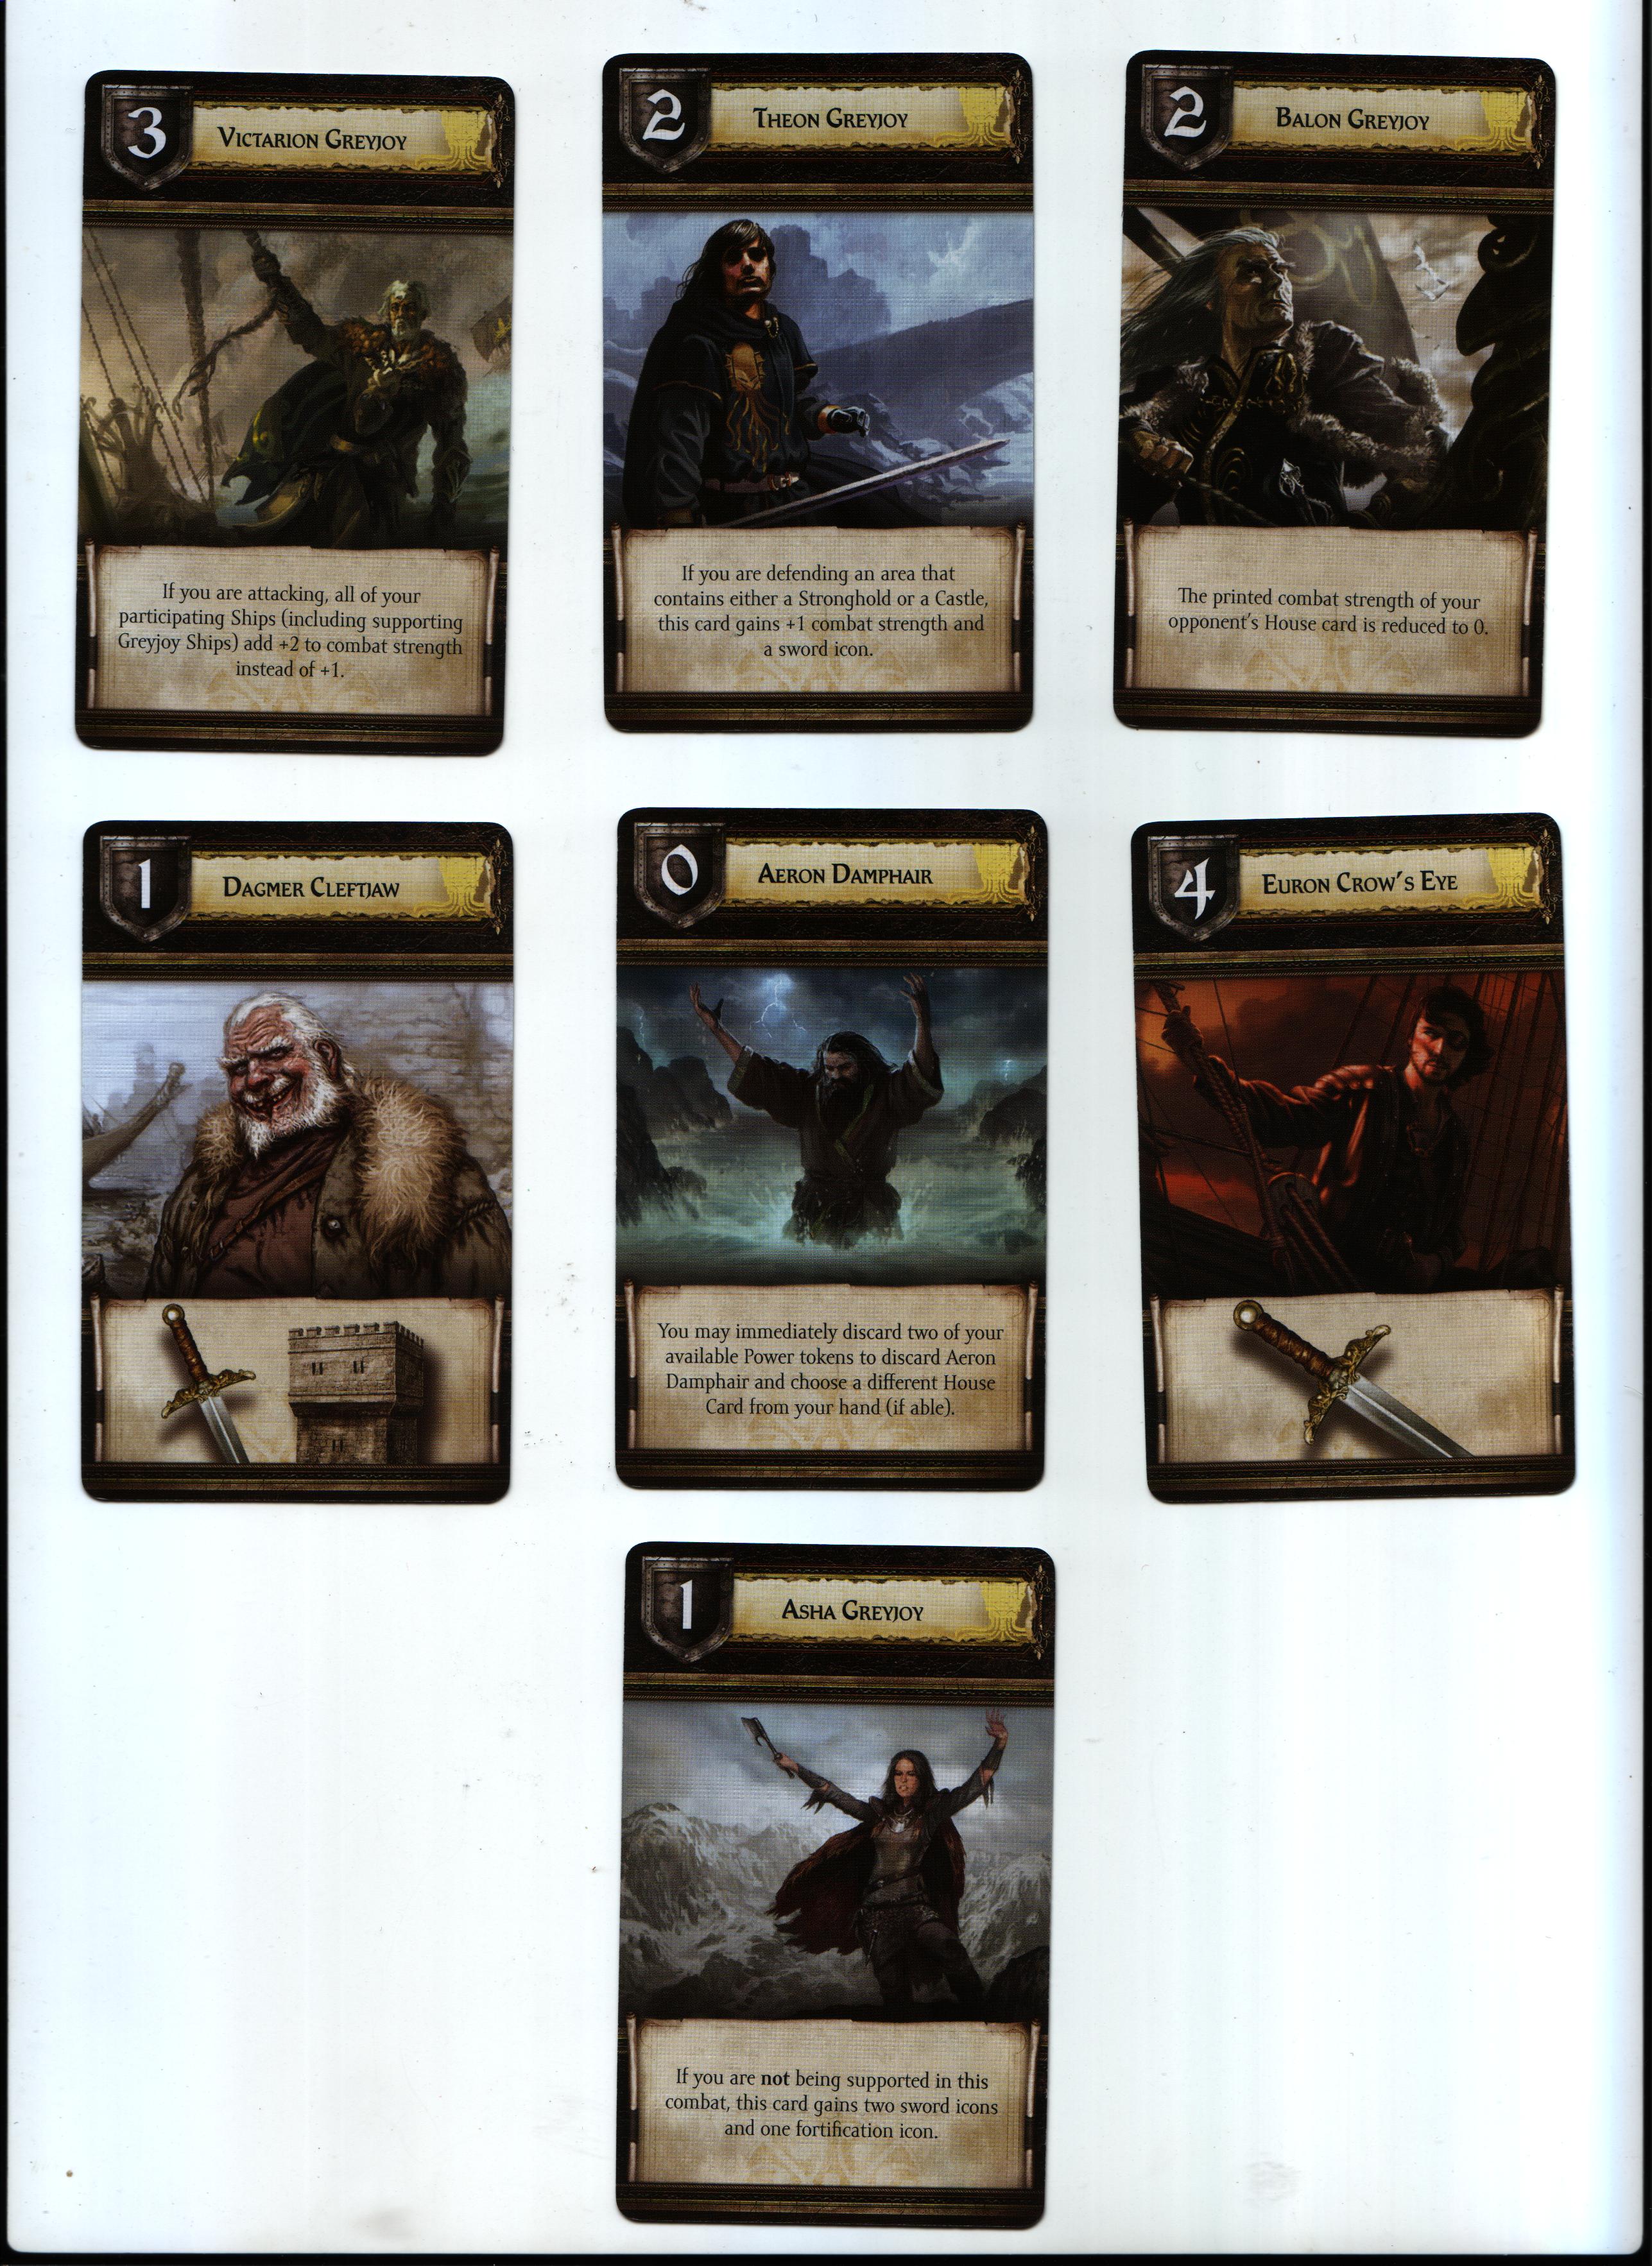 3
Victarion Greyjoy
If you are attacking, all of your
participating Ships (including supporting
Greyjoy Ships) add +2 to combat strength
instead of +1.
2
Theon Greyjoy
If you are defending an area that
contains either a Stronghold or a Castle,
this card gains +1 combat strength and
a sword icon.
2
Balon Greyjoy
The printed combat strength of your
opponent's House card is reduced to 0.
1
Dagmer Cleftjaw
0
Aeron Damphair
You may immediately discard two of your
available Power tokens to discard Aeron
Damphair and choose a different House
Card from your hand (if able).
4
Euron Crow's Eye
1
Asha Greyjoy
If you are not being supported in this
combat, this card gains two sword icons
and one fortification icon.